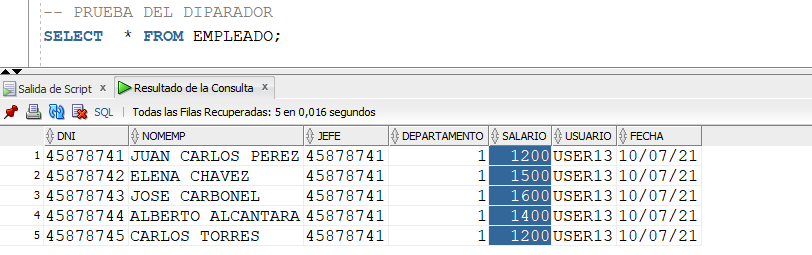 -- PRUEBA DEL DIPARADOR
SELECT * FROM EMPLEADO;
Salida de Script x Resultado de la Consulta x
SQL | Todas las Filas Recuperadas: 5 en 0,016 segundos
DNI NOMEMP JEFE DEPARTAMENTO SALARIO USUARIO FECHA
1 45878741 JUAN CARLOS PEREZ 45878741 1 1200 USER13 10/07/21
2 45878742 ELENA CHAVEZ 45878741 1 1500 USER13 10/07/21
3 45878743 JOSE CARBONEL 45878741 1 1600 USER13 10/07/21
4 45878744 ALBERTO ALCANTARA 45878741 1 1400 USER13 10/07/21
5 45878745 CARLOS TORRES 45878741 1 1200 USER13 10/07/21